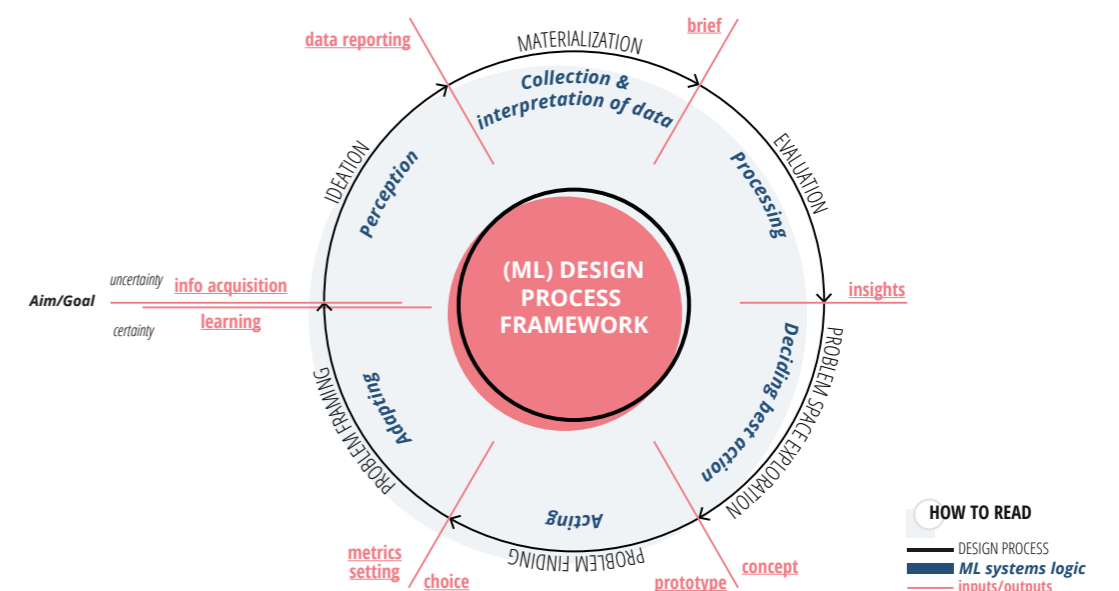 data reporting
MATERIALIZATION
brief
Collection &
interpretation of data
IDEATION
Perception
EVALUATION
Processing
(ML) DESIGN
PROCESS
FRAMEWORK
uncertainty
info acquisition
Aim/Goal
learning
certainty
insights
PROBLEM SPACE EXPLORATION
Deciding best action
PROBLEM FRAMING
Adapting
Acting
PROBLEM FINDING
metrics
setting
choice
prototype
concept
HOW TO READ
DESIGN PROCESS
ML systems logic
inputs/outputs